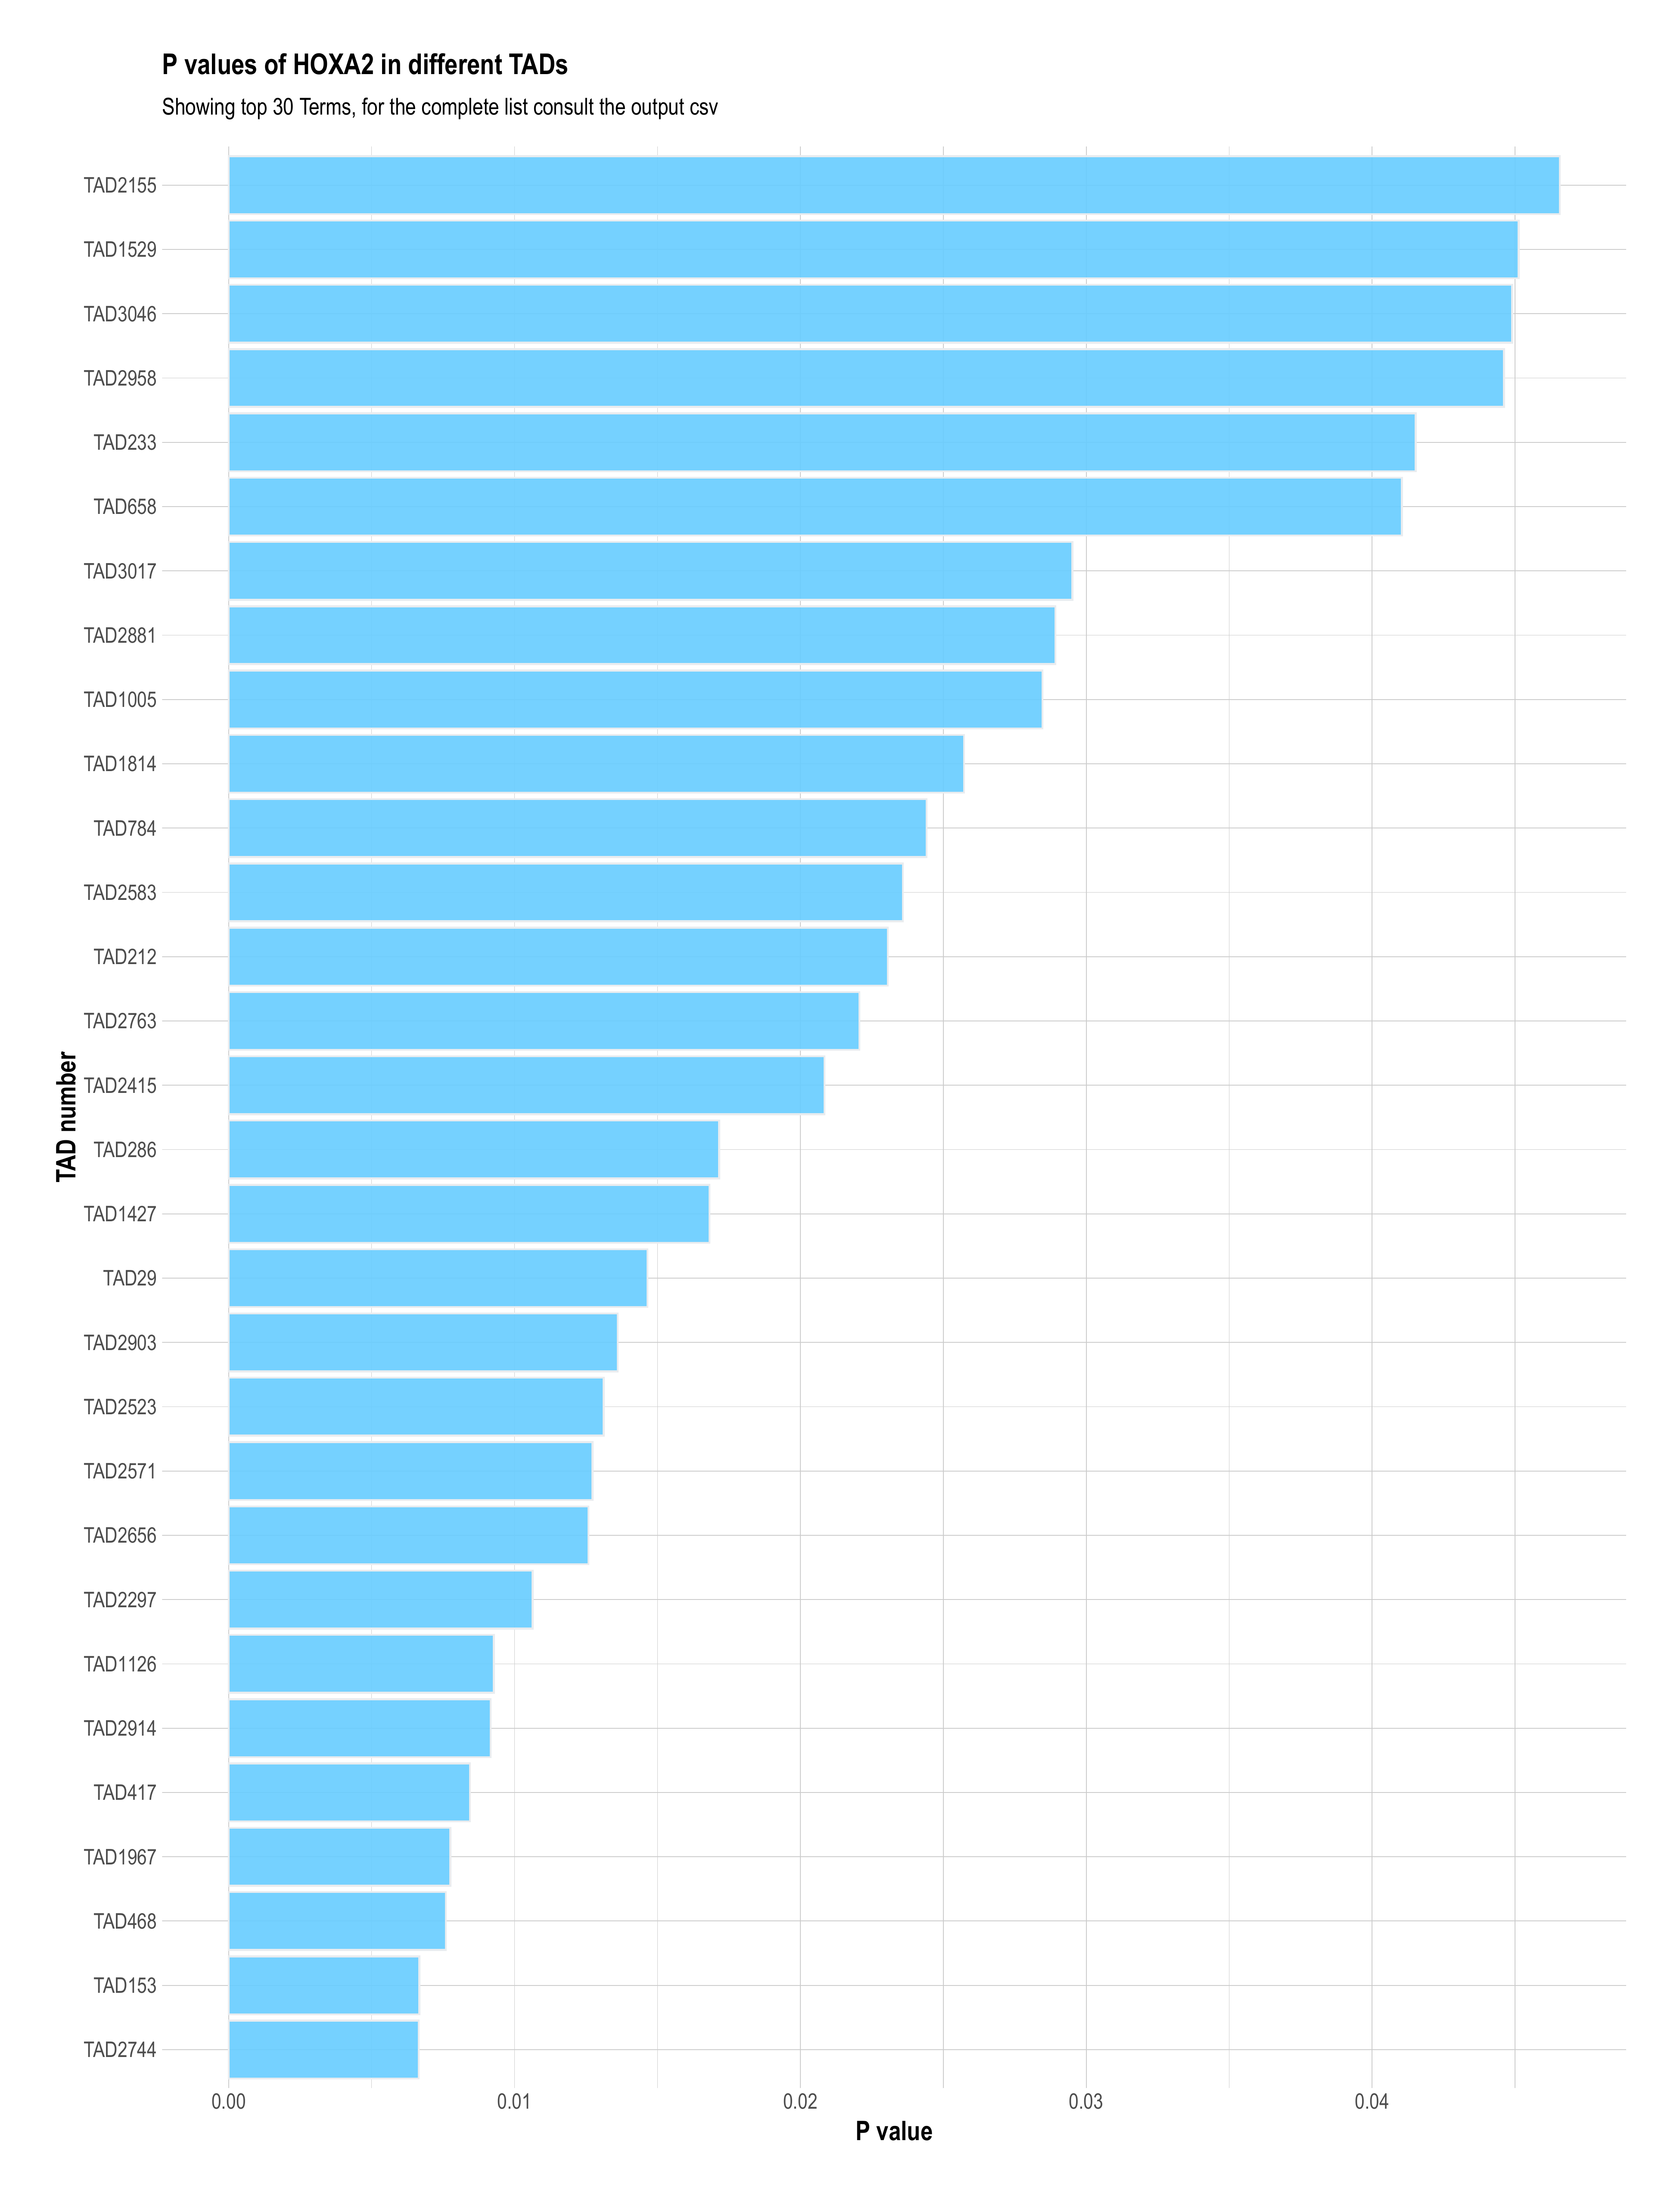 P values of HOXA2 in different TADs
Showing top 30 Terms, for the complete list consult the output csv
TAD2155
TAD1529
TAD3046
TAD2958
TAD233
TAD658
TAD3017
TAD2881
TAD1005
TAD1814
TAD784
TAD2583
TAD212
TAD2763
TAD2415
TAD286
TAD1427
TAD29
TAD2903
TAD2523
TAD2571
TAD2656
TAD2297
TAD1126
TAD2914
TAD417
TAD1967
TAD468
TAD153
TAD2744
TAD number
0.00 0.01 0.02 0.03 0.04
P value